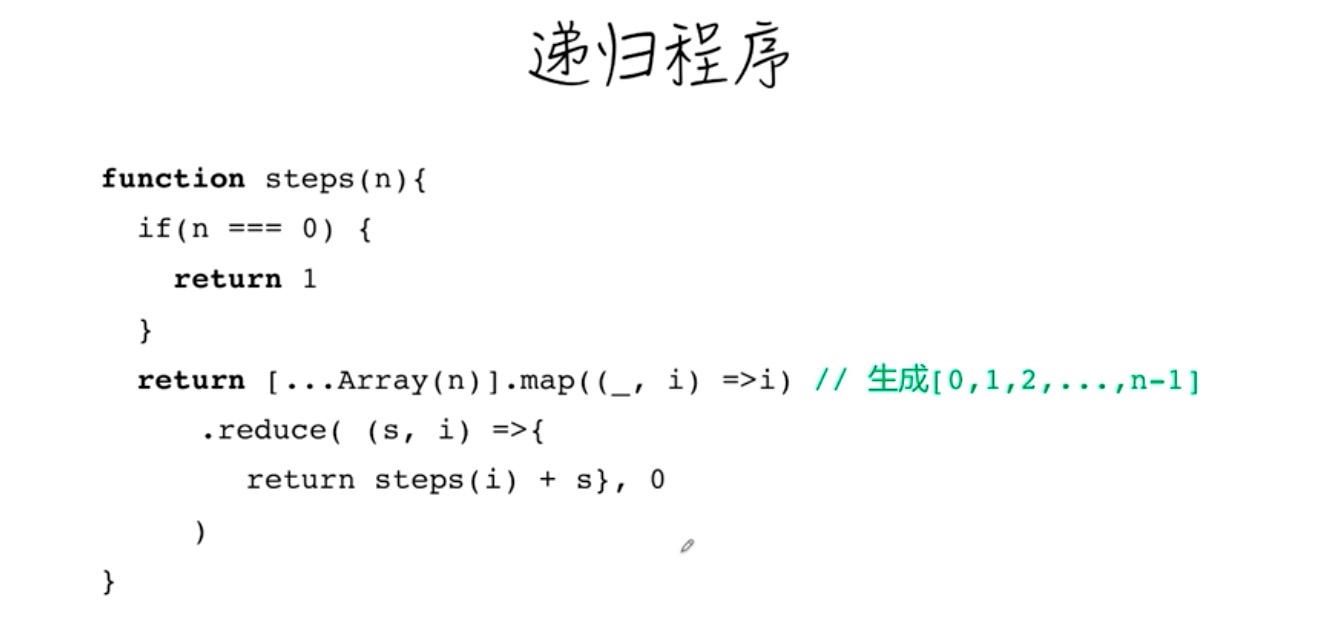 递归程序
function steps(n){
if(n === 0) {
return 1
}
return [...Array(n)].map((_, i) =>i) // 生成[0,1,2,...,n-1]
.reduce( (s, i) =>{
return steps(i) + s}, 0
)
}